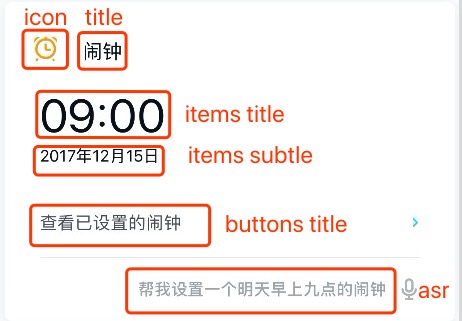 icon title
闹钟
09:00 items title
2017年12月15日 items subtle
查看已设置的闹钟 buttons title
帮我设置一个明天早上九点的闹钟 asr